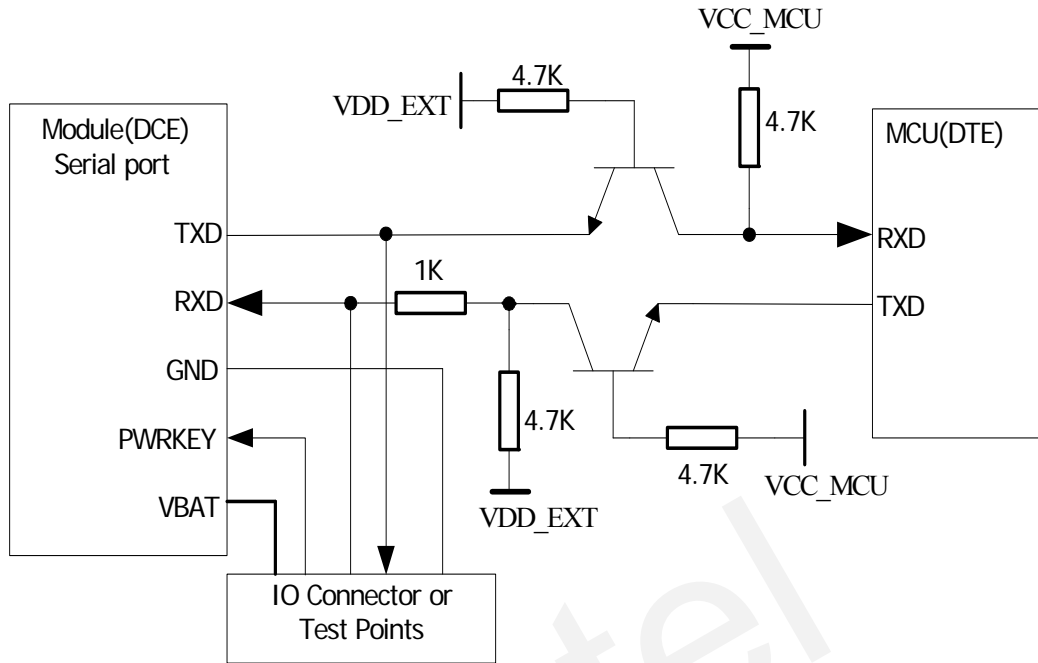 VCC_MCU
4.7K
VDD_EXT
4.7K
Module(DCE)
Serial port
MCU(DTE)
TXD
RXD
1K
RXD
TXD
GND
4.7K
PWRKEY
4.7K
VCC_MCU
VBAT
VDD_EXT
IO Connector or
Test Points
tel